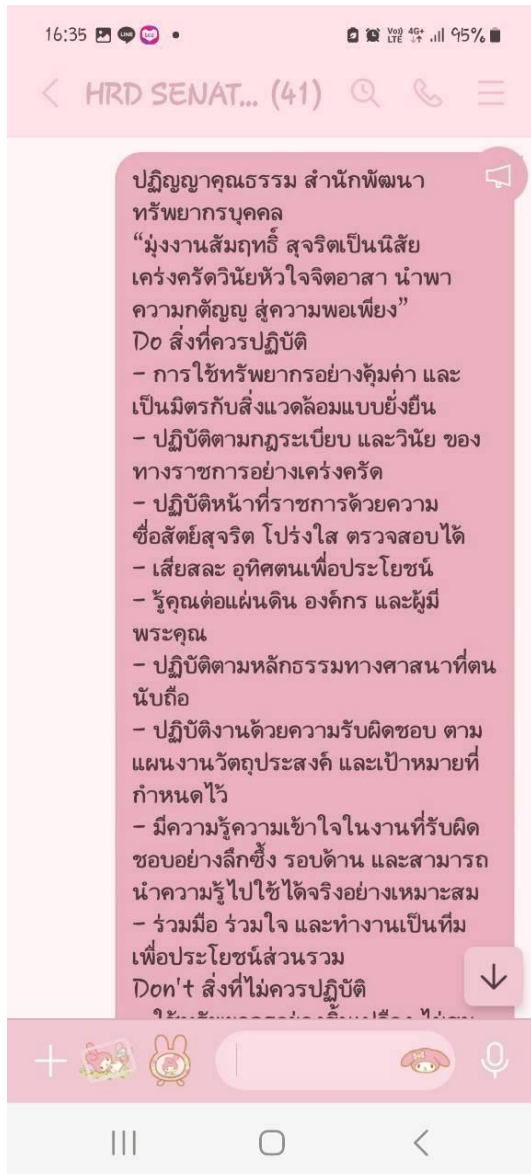 16:35
Vo)) LTE 4G+ 95%
HRD SENAT... (41)
ปฏิญญาคุณธรรม สำนักพัฒนา
ทรัพยากรบุคคล
“มุ่งงานสัมฤทธิ์ สุจริตเป็นนิสัย
เคร่งครัดวินัยหัวใจจิตอาสา นำพา
ความกตัญญู สู่ความพอเพียง”
Do สิ่งที่ควรปฏิบัติ
– การใช้ทรัพยากรอย่างคุ้มค่า และ
เป็นมิตรกับสิ่งแวดล้อมแบบยั่งยืน
– ปฏิบัติตามกฎระเบียบ และวินัย ของ
ทางราชการอย่างเคร่งครัด
– ปฏิบัติหน้าที่ราชการด้วยความ
ซื่อสัตย์สุจริต โปร่งใส ตรวจสอบได้
– เสียสละ อุทิศตนเพื่อประโยชน์
– รู้คุณต่อแผ่นดิน องค์กร และผู้มี
พระคุณ
– ปฏิบัติตามหลักธรรมทางศาสนาที่ตน
นับถือ
– ปฏิบัติงานด้วยความรับผิดชอบ ตาม
แผนงานวัตถุประสงค์ และเป้าหมายที่
กำหนดไว้
– มีความรู้ความเข้าใจในงานที่รับผิด
ชอบอย่างลึกซึ้ง รอบด้าน และสามารถ
นำความรู้ไปใช้ได้จริงอย่างเหมาะสม
– ร่วมมือ ร่วมใจ และทำงานเป็นทีม
เพื่อประโยชน์ส่วนรวม
Don't สิ่งที่ไม่ควรปฏิบัติ